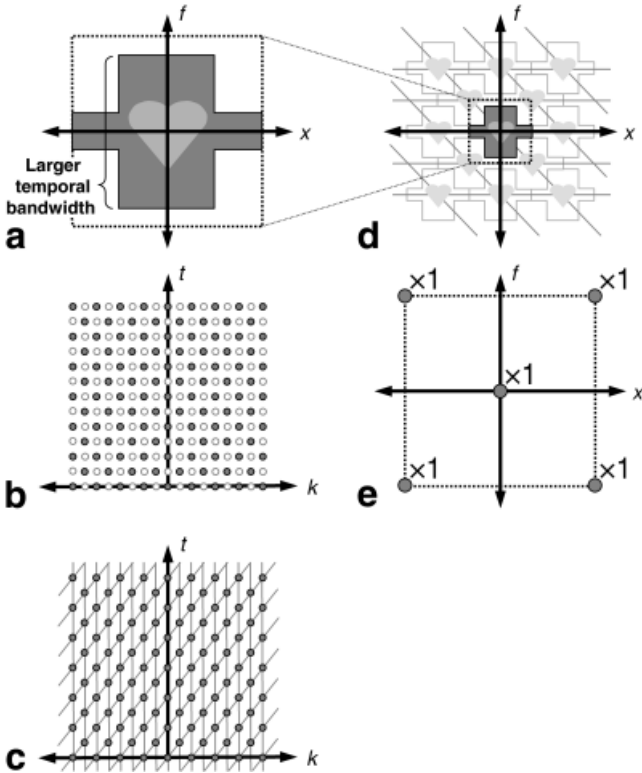 f
x
Larger
temporal
bandwidth
a
f
x
d
t
k
b
f
×1
×1
×1
x
×1
×1
e
t
k
c